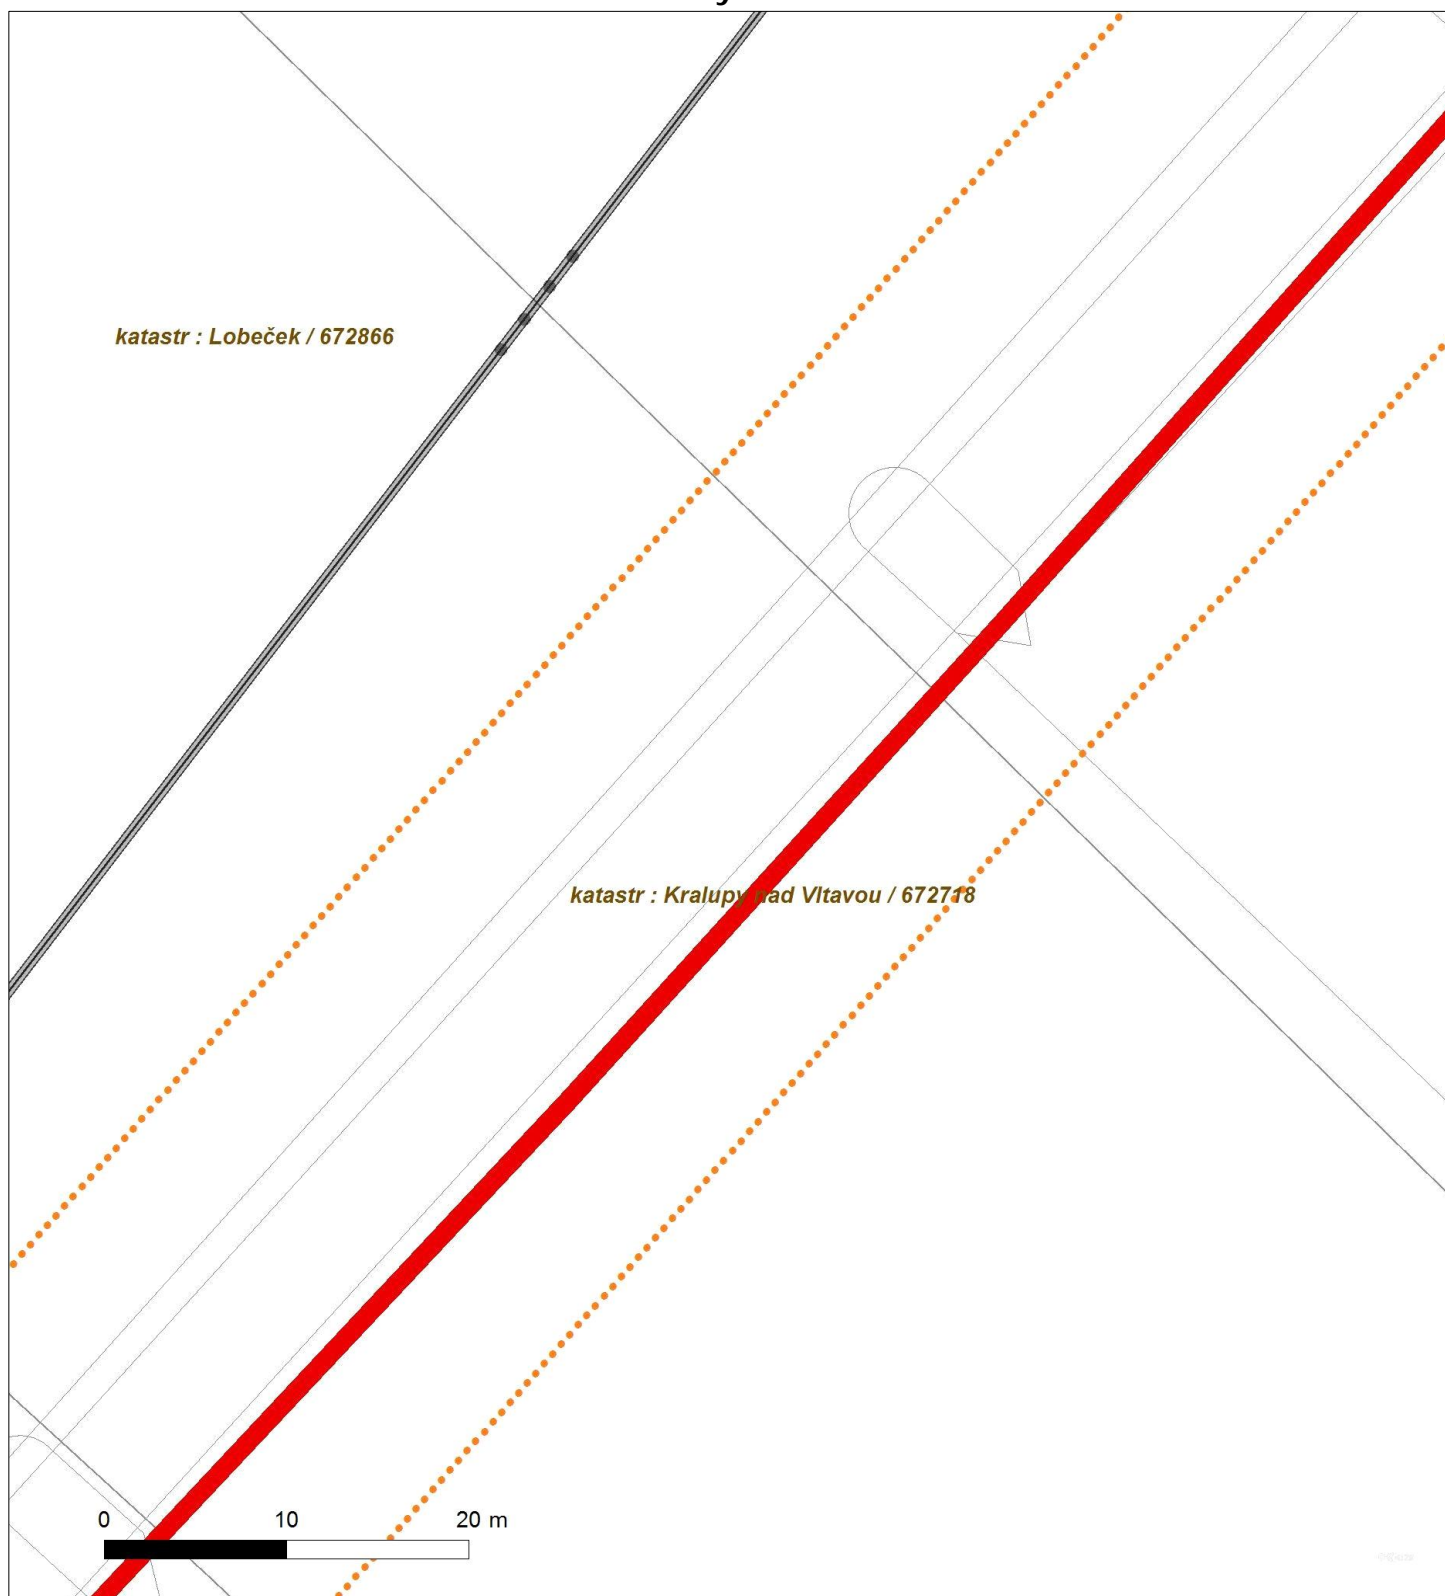 katastr : Lobeček / 672866
katastr : Kralupy nad Vltavou / 672718
0 10 20 m